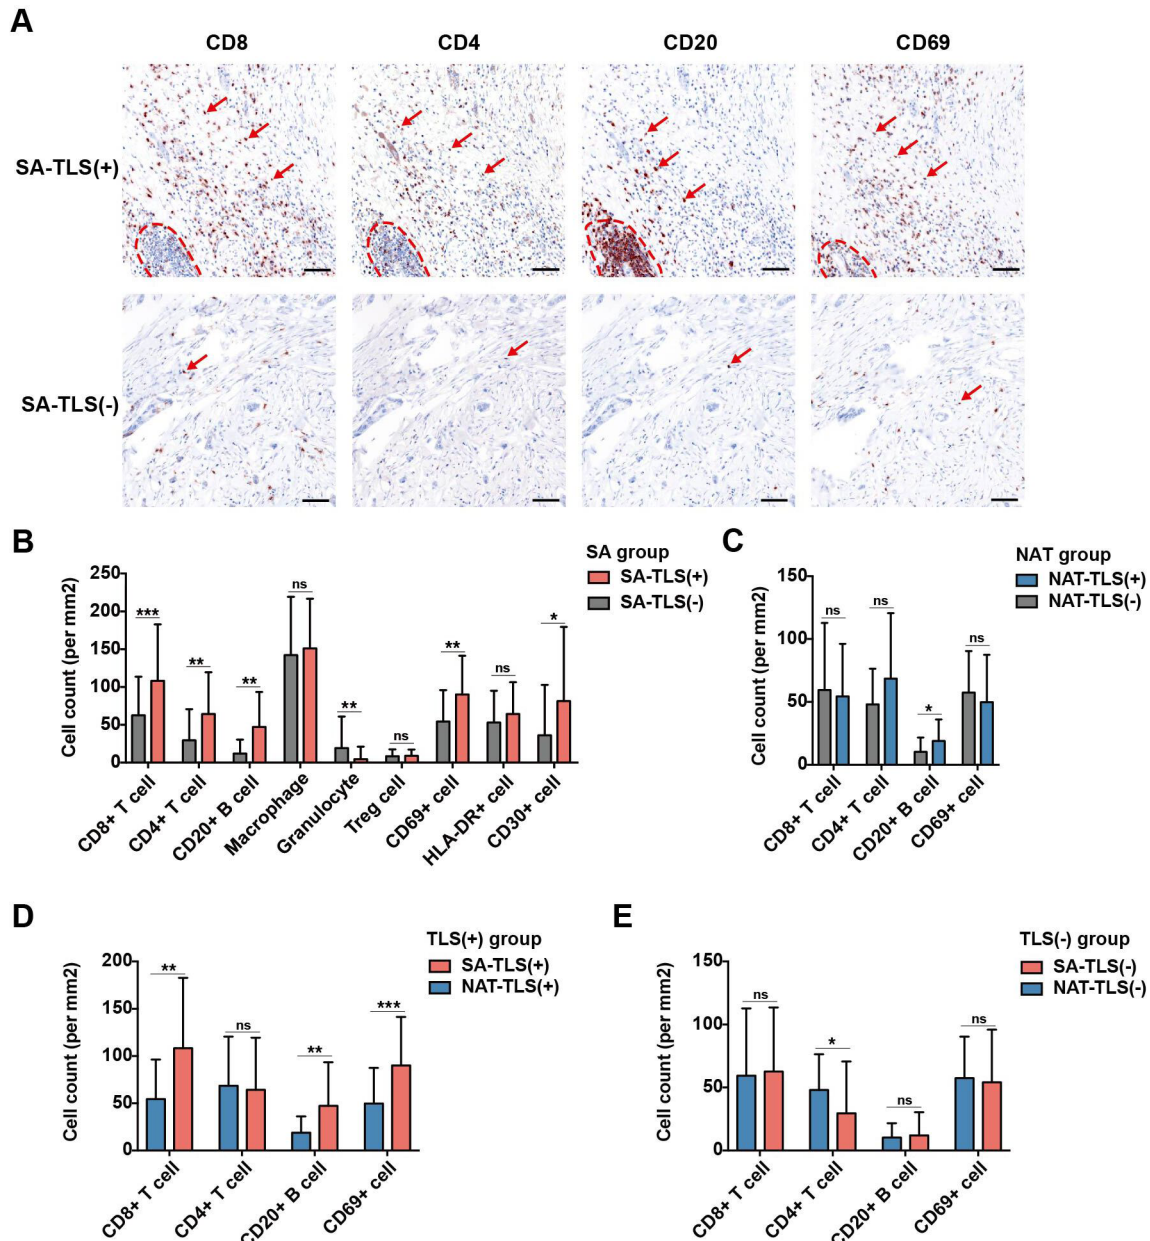 A
CD8 CD4 CD20 CD69
SA-TLS(+)
SA-TLS(-)
B
SA group
SA-TLS(+)
SA-TLS(-)
Cell count (per mm2)
250
200
150
100
50
0
*** ** ** ns ** ns ** ns *
CD8+ T cell
CD4+ T cell
CD20+ B cell
Macrophage
Granulocyte
Treg cell
CD69+ cell
HLA-DR+ cell
CD30+ cell
C
NAT group
NAT-TLS(+)
NAT-TLS(-)
Cell count (per mm2)
150
100
50
0
ns ns * ns
CD8+ T cell
CD4+ T cell
CD20+ B cell
CD69+ cell
D
TLS(+) group
SA-TLS(+)
NAT-TLS(+)
Cell count (per mm2)
200
150
100
50
0
** ns ** ***
CD8+ T cell
CD4+ T cell
CD20+ B cell
CD69+ cell
E
TLS(-) group
SA-TLS(-)
NAT-TLS(-)
Cell count (per mm2)
150
100
50
0
ns * ns ns
CD8+ T cell
CD4+ T cell
CD20+ B cell
CD69+ cell